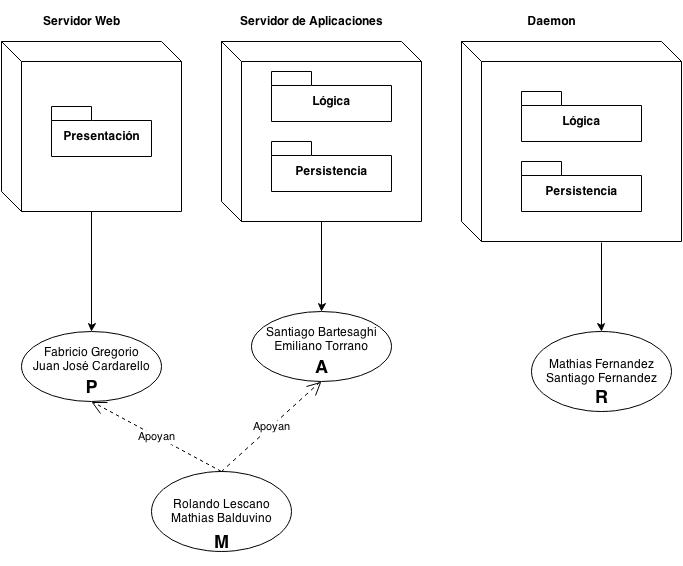 Servidor Web
Servidor de Aplicaciones
Daemon
Presentación
Lógica
Persistencia
Lógica
Persistencia
Fabricio Gregorio
Juan José Cardarello
P
Santiago Bartesaghi
Emiliano Torrano
A
Mathias Fernandez
Santiago Fernandez
R
Apoyan
Apoyan
Rolando Lescano
Mathias Balduvino
M